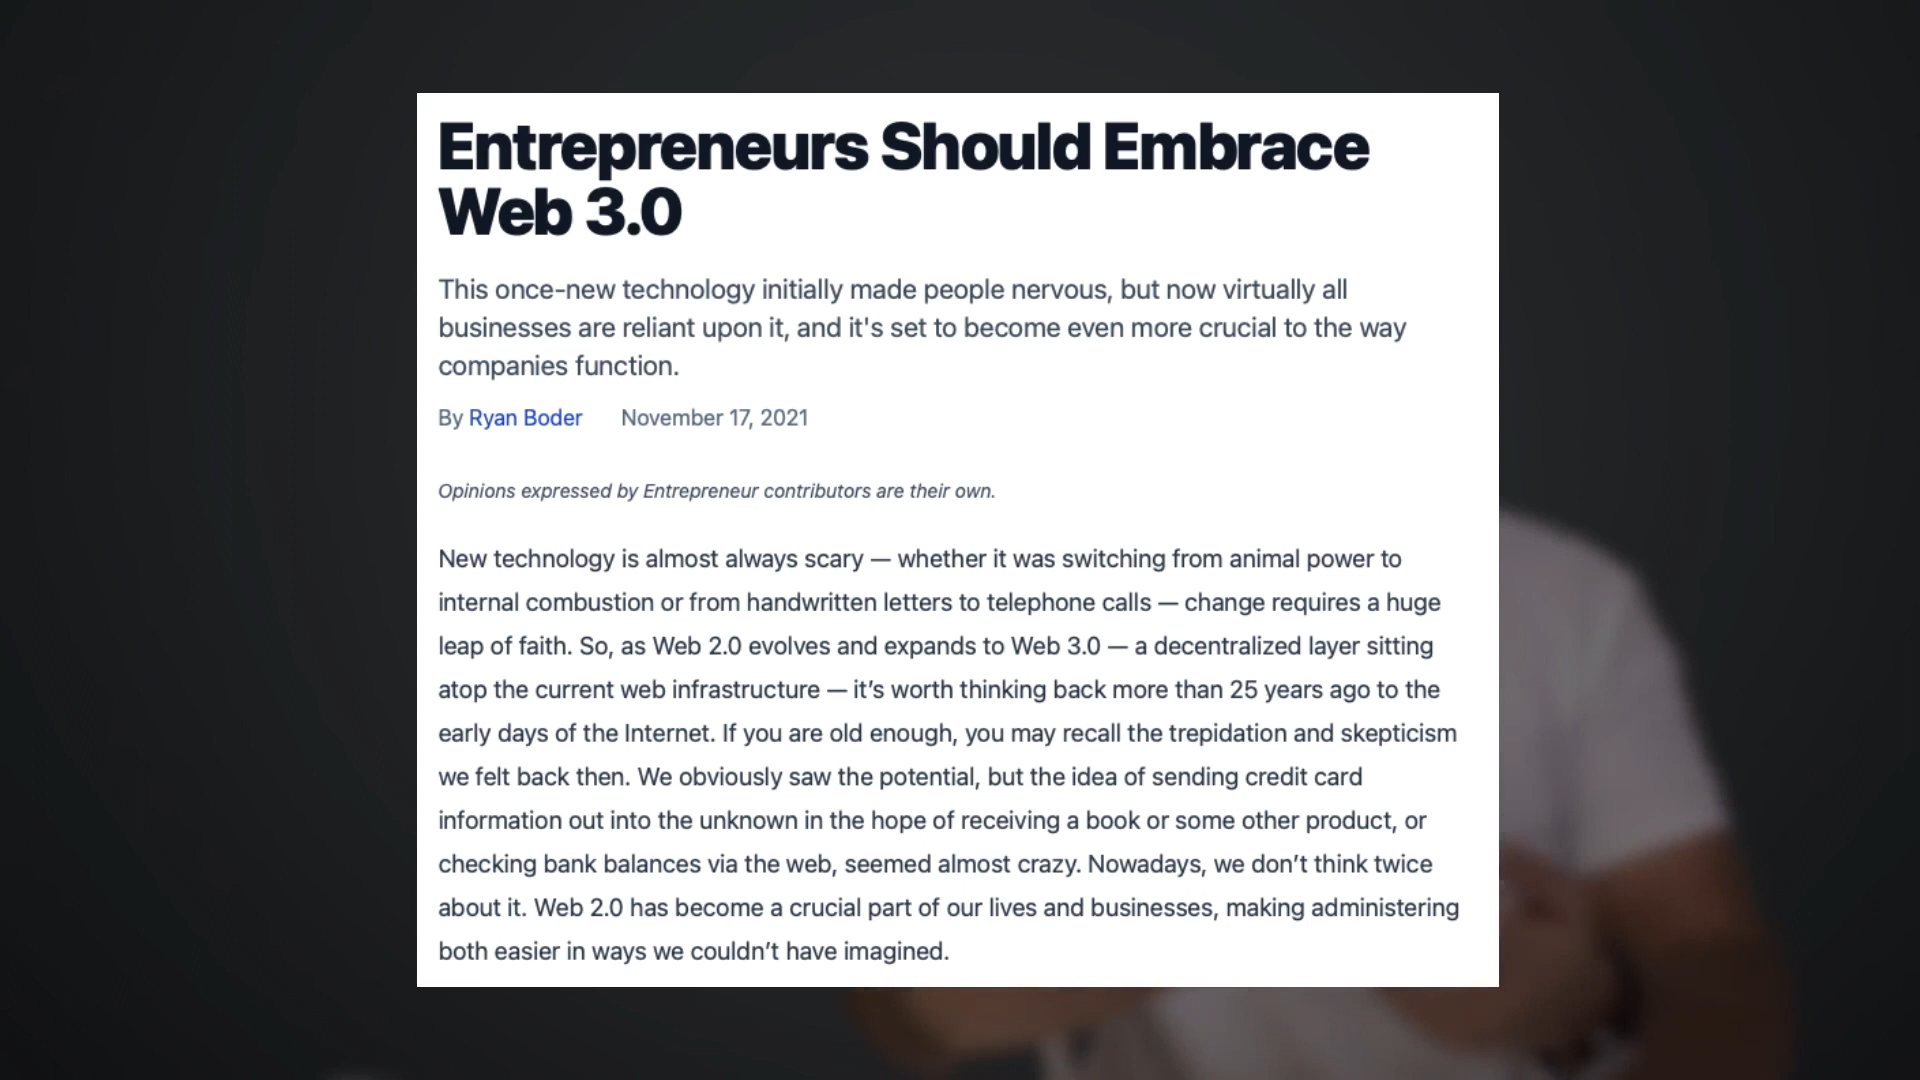 Entrepreneurs Should Embrace
Web 3.0
This once-new technology initially made people nervous, but now virtually all
businesses are reliant upon it, and it's set to become even more crucial to the way
companies function.
By Ryan Boder November 17, 2021
Opinions expressed by Entrepreneur contributors are their own.
New technology is almost always scary — whether it was switching from animal power to
internal combustion or from handwritten letters to telephone calls — change requires a huge
leap of faith. So, as Web 2.0 evolves and expands to Web 3.0 — a decentralized layer sitting
atop the current web infrastructure — it’s worth thinking back more than 25 years ago to the
early days of the Internet. If you are old enough, you may recall the trepidation and skepticism
we felt back then. We obviously saw the potential, but the idea of sending credit card
information out into the unknown in the hope of receiving a book or some other product, or
checking bank balances via the web, seemed almost crazy. Nowadays, we don’t think twice
about it. Web 2.0 has become a crucial part of our lives and businesses, making administering
both easier in ways we couldn’t have imagined.